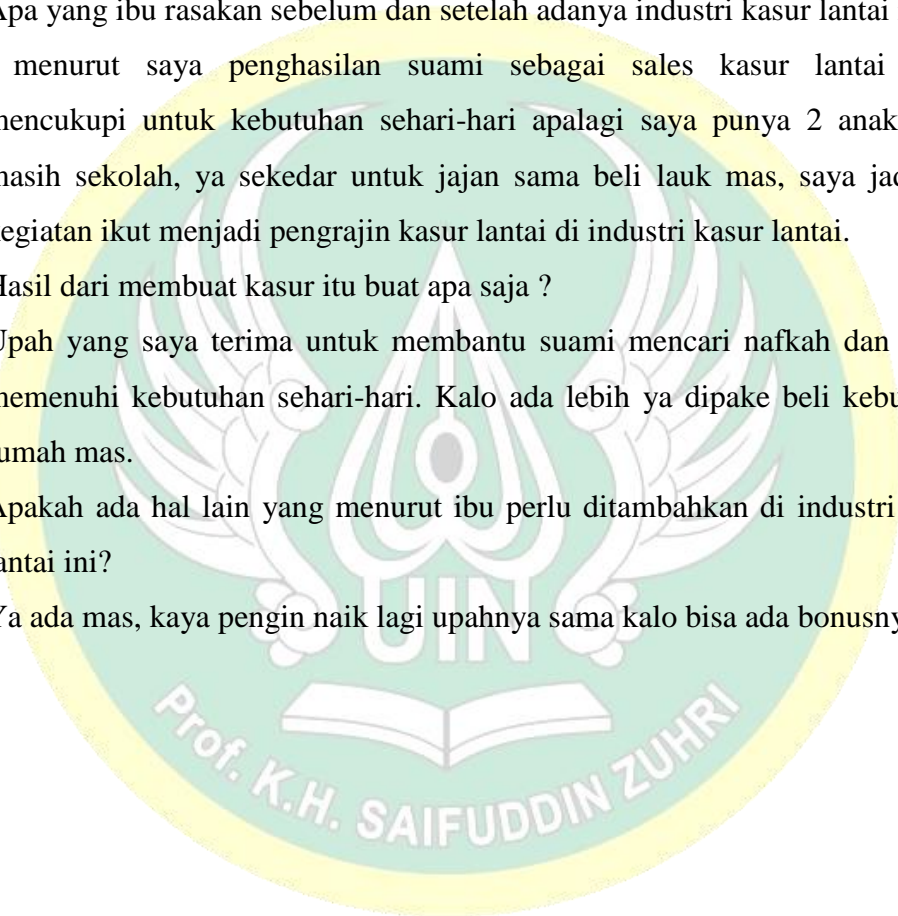 Apa yang ibu rasakan sebelum dan setelah adanya industri kasur lantai
menurut saya penghasilan suami sebagai sales kasur lantai
mencukupi untuk kebutuhan sehari-hari apalagi saya punya 2 anak
masih sekolah, ya sekedar untuk jajan sama beli lauk mas, saya
kegiatan ikut menjadi pengrajin kasur lantai di industri kasur lantai.
Hasil dari membuat kasur itu buat apa saja ?
Upah yang saya terima untuk membantu suami mencari nafkah dan
memenuhi kebutuhan sehari-hari. Kalo ada lebih ya dipake beli
rumah mas.
Apakah ada hal lain yang menurut ibu perlu ditambahkan di industri
lantai ini?
Ya ada mas, kaya pengin naik lagi upahnya sama kalo bisa ada
UIN
Prof. K.H. SAIFUDDIN ZUHRI